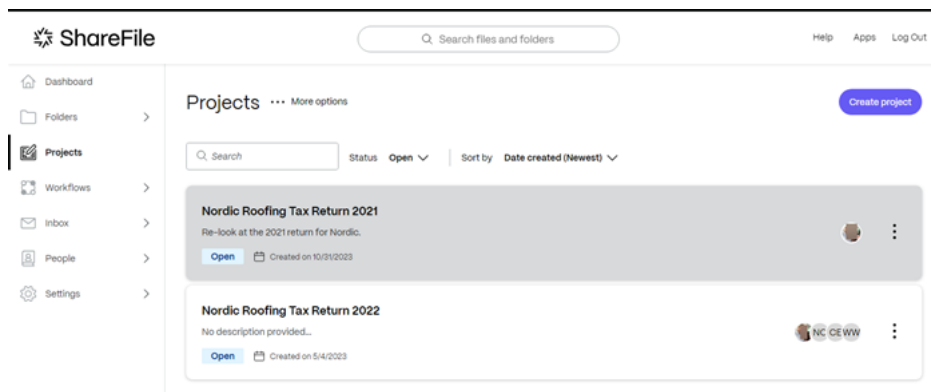 ShareFile
Search files and folders
Help Apps Log Out
Dashboard
Folders
Projects
Workflows
Inbox
People
Settings
Projects ••• More options
Create project
Search
Status Open
Sort by Date created (Newest)
Nordic Roofing Tax Return 2021
Re-look at the 2021 return for Nordic.
Open Created on 10/31/2023
Nordic Roofing Tax Return 2022
No description provided...
NC CE WW
Open Created on 5/4/2023